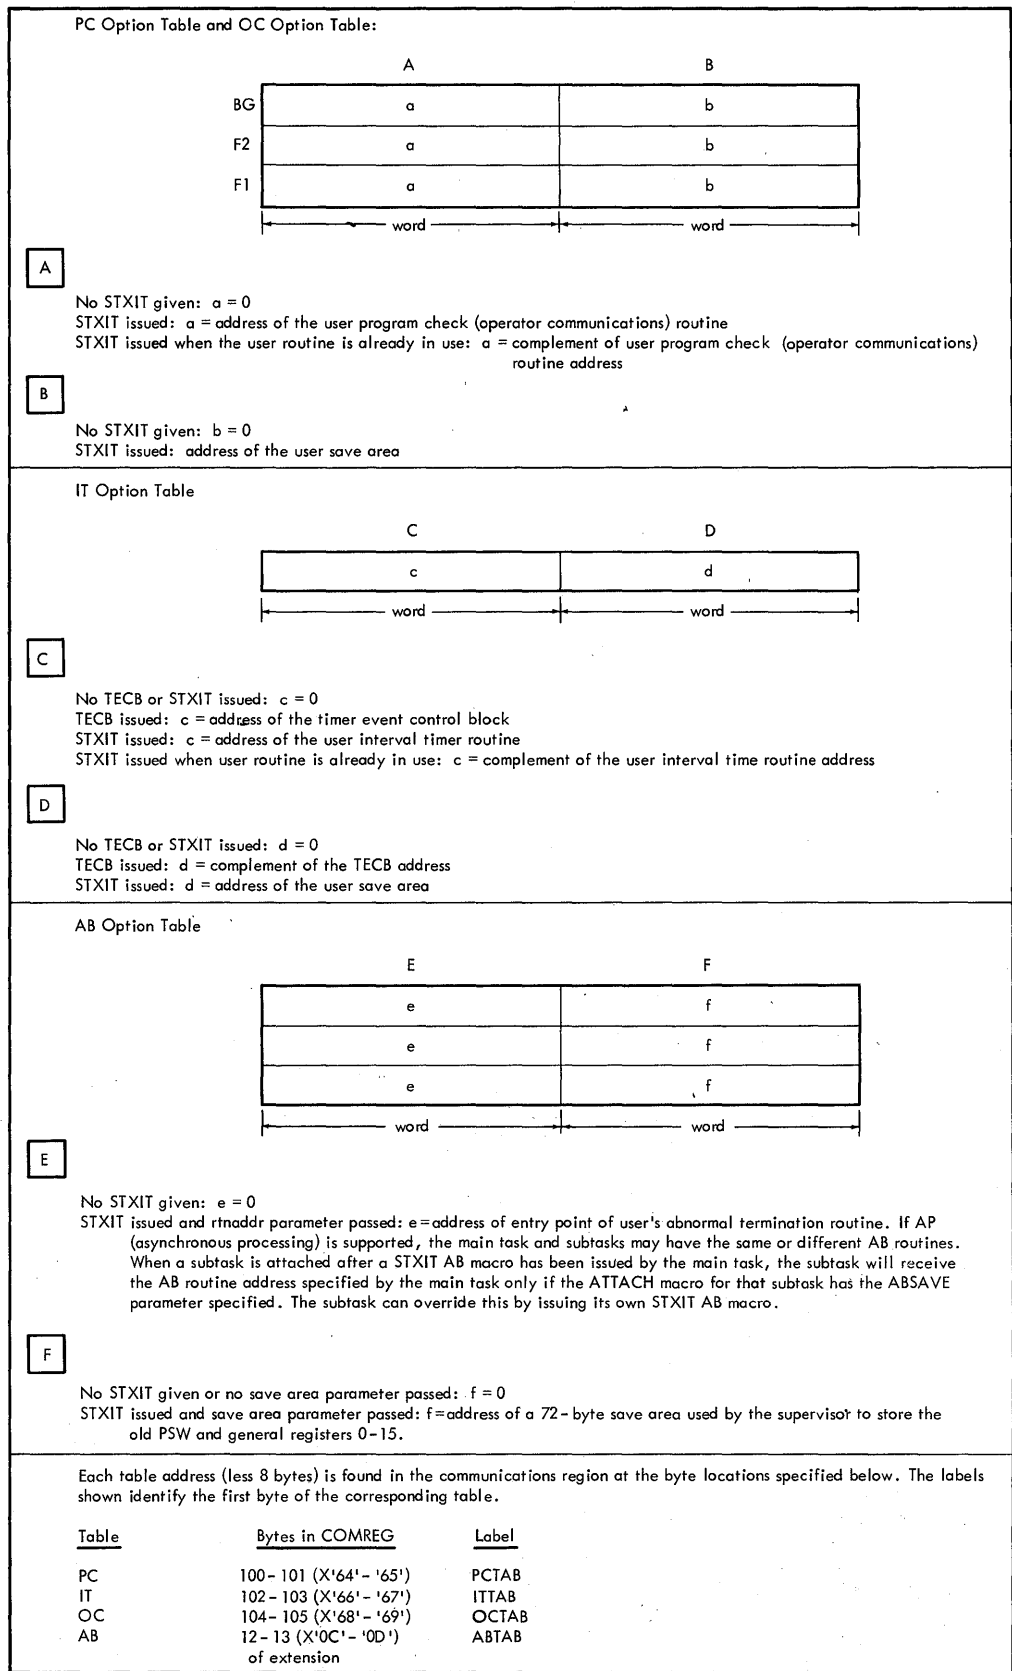 PC Option Table and OC Option Table:
A B
BG a b
F2 a b
F1 a b
word word
A
No STXIT given: a = 0
STXIT issued: a = address of the user program check (operator communications) routine
STXIT issued when the user routine is already in use: a = complement of user program check (operator communications)
routine address
B
No STXIT given: b = 0
STXIT issued: address of the user save area
IT Option Table
C D
c d
word word
C
No TECB or STXIT issued: c = 0
TECB issued: c = address of the timer event control block
STXIT issued: c = address of the user interval timer routine
STXIT issued when user routine is already in use: c = complement of the user interval time routine address
D
No TECB or STXIT issued: d = 0
TECB issued: d = complement of the TECB address
STXIT issued: d = address of the user save area
AB Option Table
E F
e f
e f
e f
word word
E
No STXIT given: e = 0
STXIT issued and rtnaddr parameter passed: e=address of entry point of user's abnormal termination routine. If AP
(asynchronous processing) is supported, the main task and subtasks may have the same or different AB routines.
When a subtask is attached after a STXIT AB macro has been issued by the main task, the subtask will receive
the AB routine address specified by the main task only if the ATTACH macro for that subtask has the ABSAVE
parameter specified. The subtask can override this by issuing its own STXIT AB macro.
F
No STXIT given or no save area parameter passed: f = 0
STXIT issued and save area parameter passed: f=address of a 72-byte save area used by the supervisor to store the
old PSW and general registers 0-15.
Each table address (less 8 bytes) is found in the communications region at the byte locations specified below. The labels
shown identify the first byte of the corresponding table.
Table Bytes in COMREG Label
PC 100-101 (X'64'-'65') PCTAB
IT 102-103 (X'66'-'67') ITTAB
OC 104-105 (X'68'-'69') OCTAB
AB 12-13 (X'0C'-'0D') ABTAB
of extension